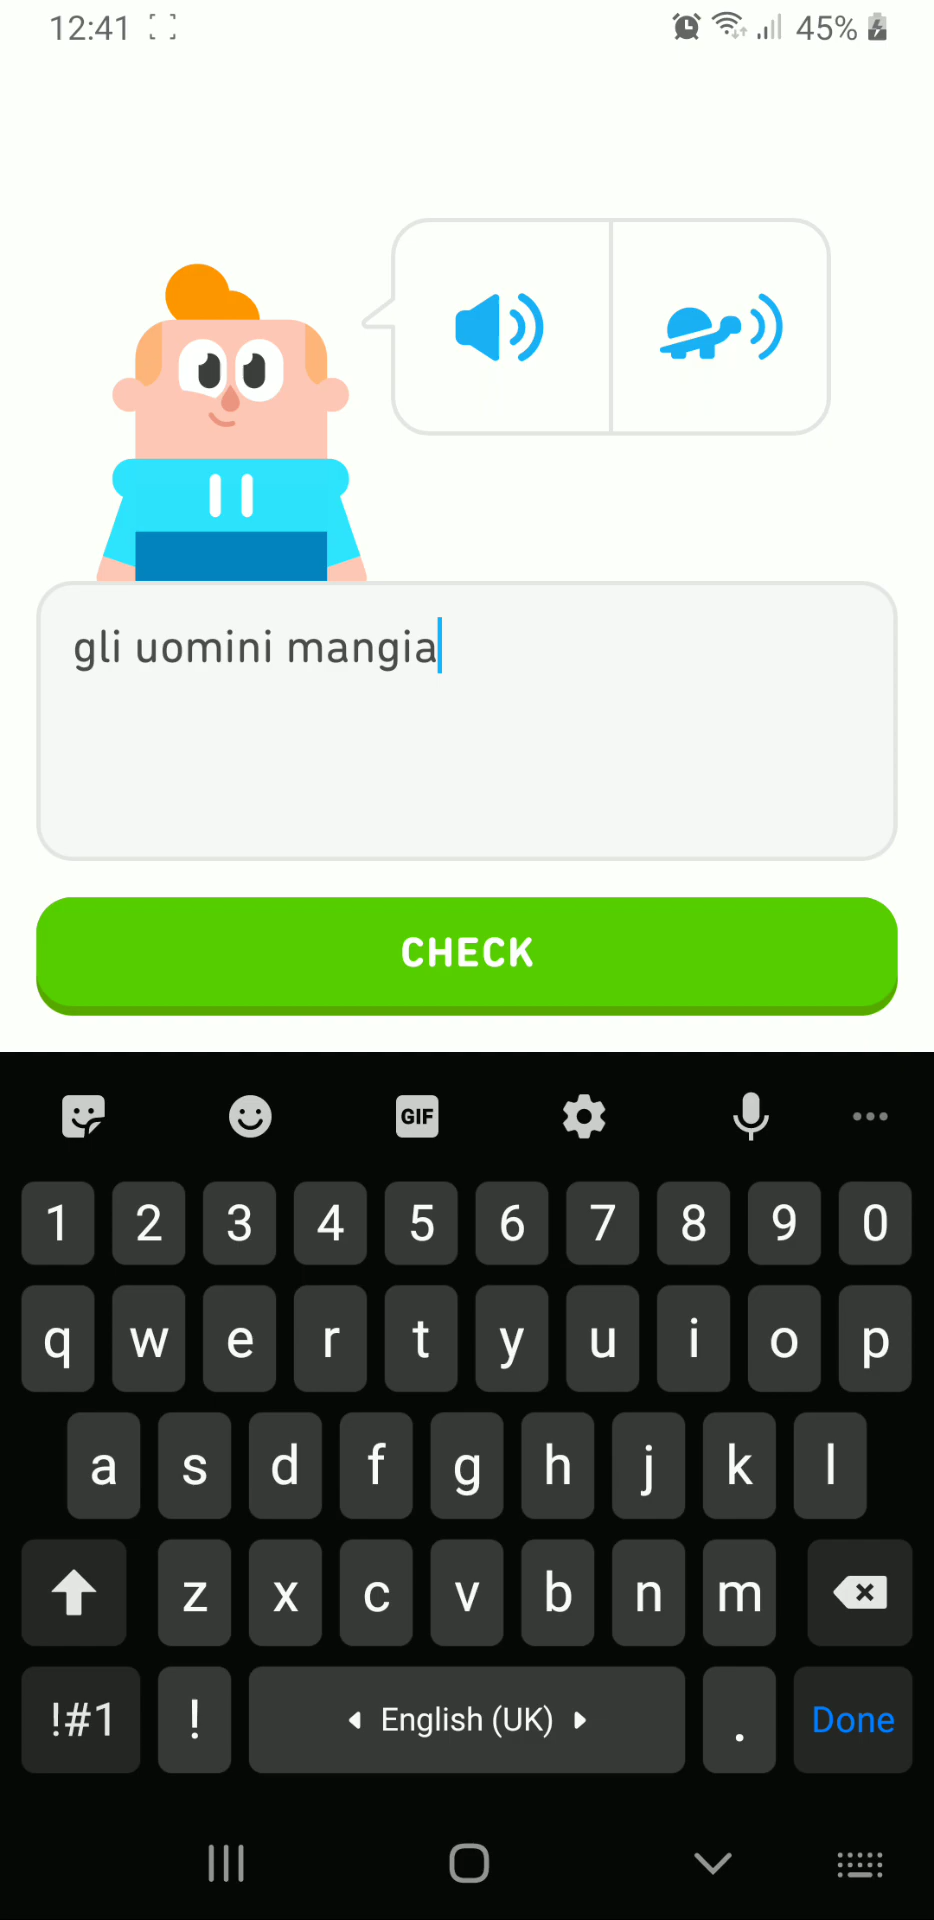 12:41 45%
gli uomini mangia
CHECK
GIF
1 2 3 4 5 6 7 8 9 0
q w e r t y u i o p
a s d f g h j k l
z x c v b n m
!#1 ! English (UK) . Done